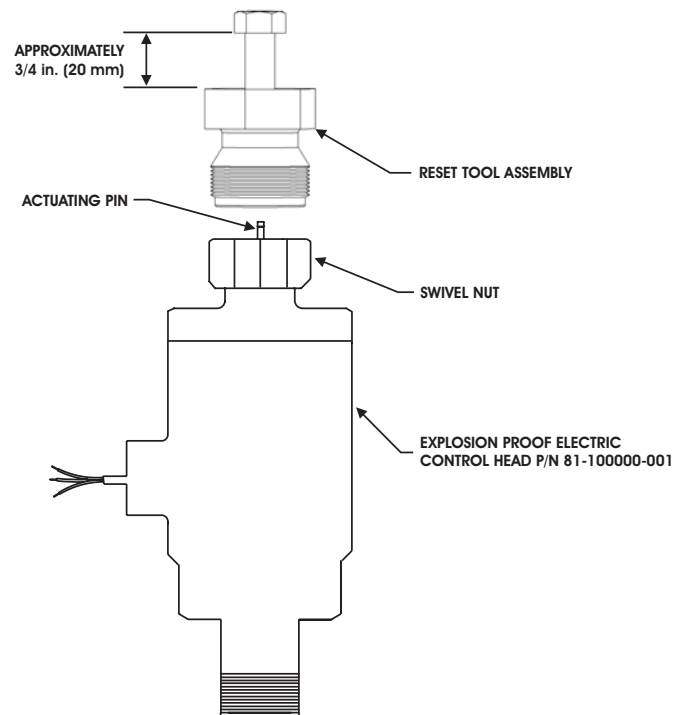 APPROXIMATELY
3/4 in. (20 mm)
RESET TOOL ASSEMBLY
ACTUATING PIN
SWIVEL NUT
EXPLOSION PROOF ELECTRIC
CONTROL HEAD P/N 81-100000-001